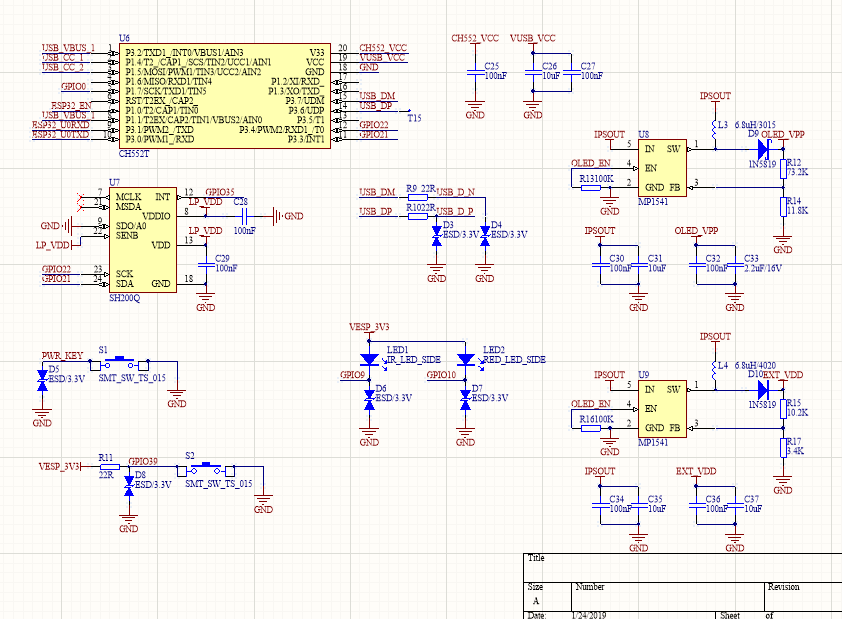 U6
USB_VBUS_1
USB_CC_1
USB_CC_2
GPIO0
ESP32_EN
USB_VBUS_1
ESP32_U0RXD
ESP32_U0TXD
P3.2/TXD1_/INT0/VBUS1/AIN3
P1.4/T2_/CAP1_/SCS/TIN2/UCC1/AIN1
P1.5/MOSI/PWM1/TIN3/UCC2/AIN2
P1.6/MISO/RXD1/TIN4
P1.7/SCK/TXD1/TIN5
RST/T2EX_/CAP2_
P1.0/T2/CAP1/TIN0
P1.1/T2EX/CAP2/TIN1/VBUS2/AIN0
P3.1/PWM2_/TXD
P3.0/PWM1_/RXD
V33
VCC
GND
P1.2/XI/RXD_
P1.3/XO/TXD_
P3.7/UDM
P3.6/UDP
P3.5/T1
P3.4/PWM2/RXD1_/T0
P3.3/INT1
20 CH552_VCC
19 VUSB_VCC
18 GND
17
16
USB_DM
USB_DP
T15
GPIO22
GPIO21
CH552T
CH552_VCC
C25
100nF
GND
VUSB_VCC
C26
10uF
C27
100nF
GND
IPSOUT
L3 6.8uH/3015
IPSOUT
U8
D9
OLED_VPP
5 IN SW 1
1N5819
OLED_EN
4 EN
R12
73.2K
R13 100K
2 GND FB 3
GND
MP1541
R14
11.8K
GND
IPSOUT
C30
100nF
C31
10uF
GND
OLED_VPP
C32
100nF
C33
2.2uF/16V
GND
U7
7 MCLK INT 12 GPIO35
21 MSDA
LP_VDD
C28
VDDIO 8
100nF
GND
GND 9 SDO/A0
22 SENB
LP_VDD
LP_VDD
VDD 13
C29
100nF
GPIO22 23 SCK
GPIO21 24 SDA
GND 18
GND
SH200Q
USB_DM R9 22R USB_D_N
USB_DP R10 22R USB_D_P
D3
ESD/3.3V
D4
ESD/3.3V
GND
GND
PWR_KEY
S1
D5
ESD/3.3V
SMT_SW_TS_015
GND
GND
VESP_3V3
LED1
IR_LED_SIDE
LED2
RED_LED_SIDE
GPIO9
GPIO10
D6
ESD/3.3V
D7
ESD/3.3V
GND
GND
VESP_3V3
R11
22R
GPIO39
S2
D8
ESD/3.3V
SMT_SW_TS_015
GND
GND
IPSOUT
L4 6.8uH/4020
IPSOUT
U9
D10
EXT_VDD
5 IN SW 1
1N5819
OLED_EN
4 EN
R15
10.2K
R16 100K
2 GND FB 3
GND
MP1541
R17
3.4K
GND
IPSOUT
C34
100nF
C35
10uF
GND
EXT_VDD
C36
100nF
C37
10uF
GND
Title
Size
A
Number
Revision
Date: 1/24/2019
Sheet of